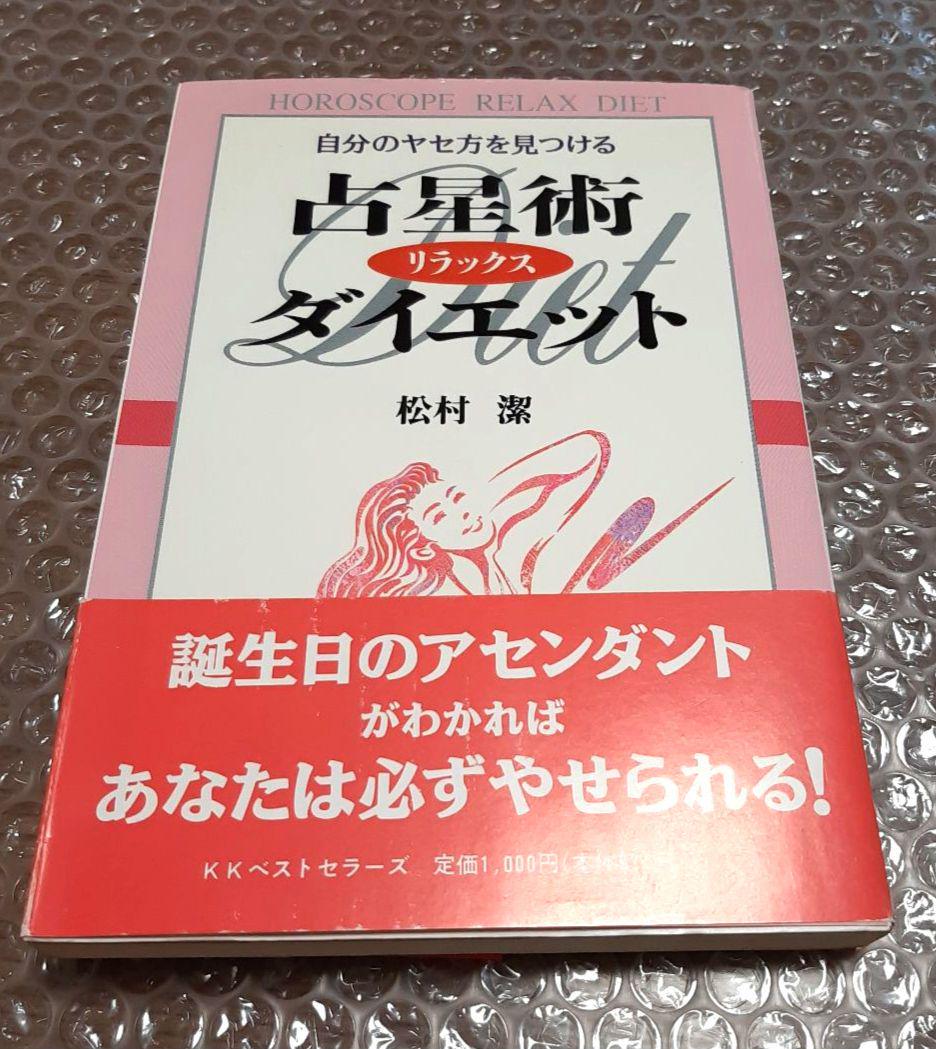 HOROSCOPE RELAX DIET
自分のヤセ方を見つける
占星術
リラックス
ダイエット
Diet
松村 潔
誕生日のアセンダント
がわかれば
あなたは必ずやせられる!
KKベストセラーズ 定価1,000円(本体